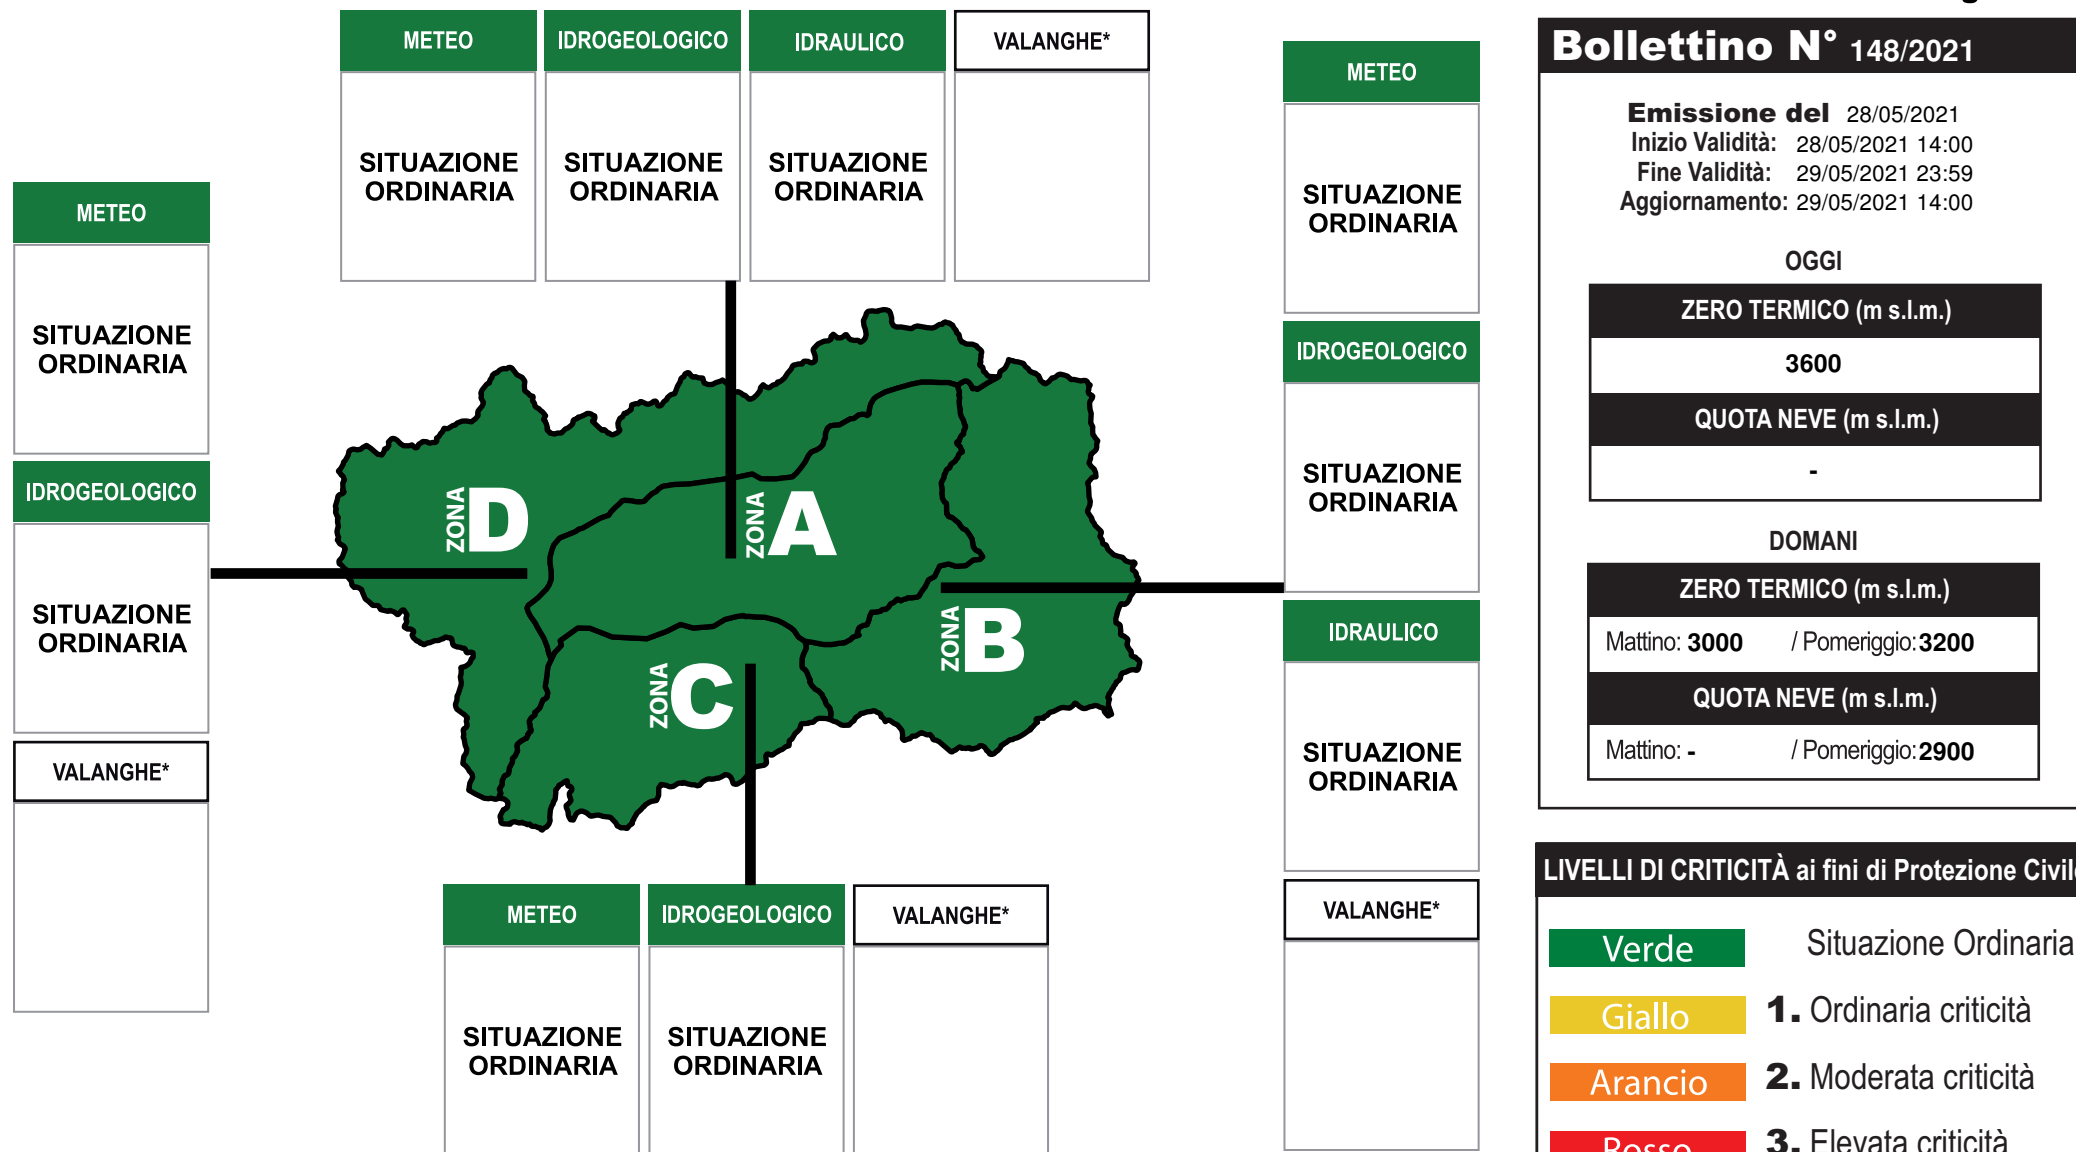 METEO
IDROGEOLOGICO
IDRAULICO
VALANGHE*
SITUAZIONE
ORDINARIA
SITUAZIONE
ORDINARIA
SITUAZIONE
ORDINARIA
METEO
SITUAZIONE
ORDINARIA
IDROGEOLOGICO
SITUAZIONE
ORDINARIA
VALANGHE*
ZONA D
ZONA A
ZONA B
ZONA C
METEO
SITUAZIONE
ORDINARIA
IDROGEOLOGICO
SITUAZIONE
ORDINARIA
IDRAULICO
SITUAZIONE
ORDINARIA
VALANGHE*
METEO
IDROGEOLOGICO
VALANGHE*
SITUAZIONE
ORDINARIA
SITUAZIONE
ORDINARIA
Bollettino N° 148/2021
Emissione del 28/05/2021
Inizio Validità: 28/05/2021 14:00
Fine Validità: 29/05/2021 23:59
Aggiornamento: 29/05/2021 14:00
OGGI
ZERO TERMICO (m s.l.m.)
3600
QUOTA NEVE (m s.l.m.)
-
DOMANI
ZERO TERMICO (m s.l.m.)
Mattino: 3000 / Pomeriggio: 3200
QUOTA NEVE (m s.l.m.)
Mattino: - / Pomeriggio: 2900
LIVELLI DI CRITICITÀ ai fini di Protezione Civile
Verde Situazione Ordinaria
Giallo 1. Ordinaria criticità
Arancio 2. Moderata criticità
Rosso 3. Elevata criticità